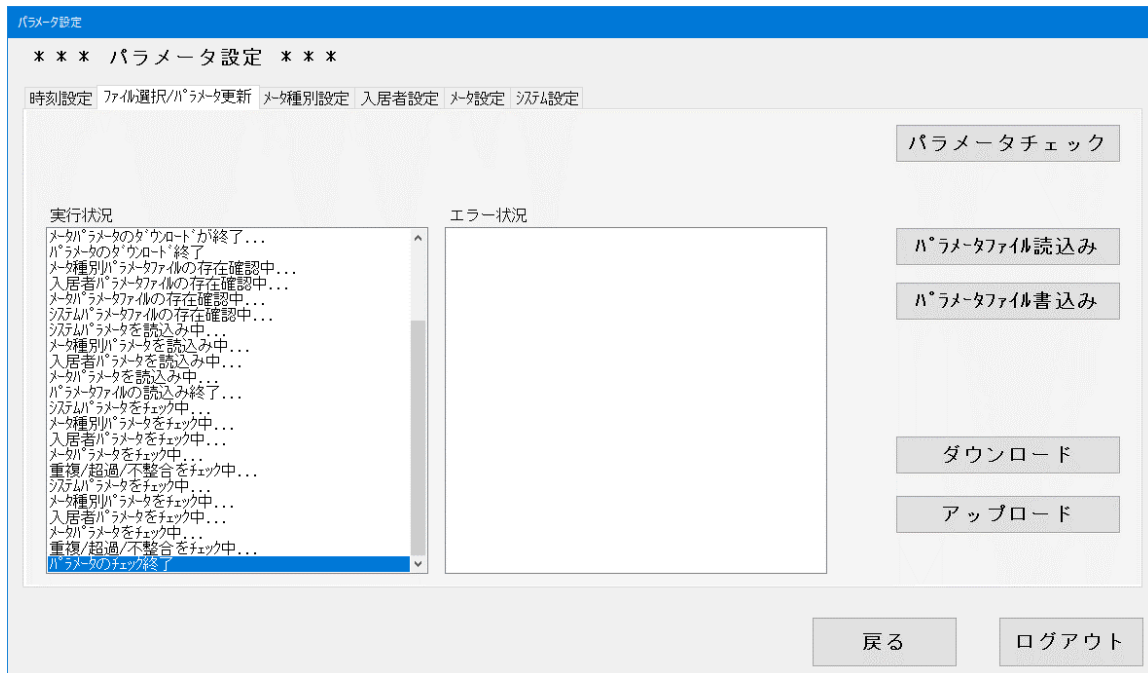 パラメータ設定
＊＊＊ パラメータ設定 ＊＊＊
時刻設定 ﾌｧｲﾙ選択/ﾊﾟﾗﾒｰﾀ更新 ﾒｰﾀ種別設定 入居者設定 ﾒｰﾀ設定 ｼｽﾃﾑ設定
パラメータチェック
実行状況
ﾒｰﾀﾊﾟﾗﾒｰﾀのﾀﾞｳﾝﾛｰﾄﾞが終了...
ﾊﾟﾗﾒｰﾀのﾀﾞｳﾝﾛｰﾄﾞ終了
ﾒｰﾀ種別ﾊﾟﾗﾒｰﾀﾌｧｲﾙの存在確認中...
入居者ﾊﾟﾗﾒｰﾀﾌｧｲﾙの存在確認中...
ﾒｰﾀﾊﾟﾗﾒｰﾀﾌｧｲﾙの存在確認中...
ｼｽﾃﾑﾊﾟﾗﾒｰﾀﾌｧｲﾙの存在確認中...
ｼｽﾃﾑﾊﾟﾗﾒｰﾀを読込み中...
ﾒｰﾀ種別ﾊﾟﾗﾒｰﾀを読込み中...
入居者ﾊﾟﾗﾒｰﾀを読込み中...
ﾒｰﾀﾊﾟﾗﾒｰﾀを読込み中...
ﾊﾟﾗﾒｰﾀﾌｧｲﾙの読込み終了...
ｼｽﾃﾑﾊﾟﾗﾒｰﾀをﾁｪｯｸ中...
ﾒｰﾀ種別ﾊﾟﾗﾒｰﾀをﾁｪｯｸ中...
入居者ﾊﾟﾗﾒｰﾀをﾁｪｯｸ中...
ﾒｰﾀﾊﾟﾗﾒｰﾀをﾁｪｯｸ中...
重複/超過/不整合をﾁｪｯｸ中...
ｼｽﾃﾑﾊﾟﾗﾒｰﾀをﾁｪｯｸ中...
ﾒｰﾀ種別ﾊﾟﾗﾒｰﾀをﾁｪｯｸ中...
入居者ﾊﾟﾗﾒｰﾀをﾁｪｯｸ中...
ﾒｰﾀﾊﾟﾗﾒｰﾀをﾁｪｯｸ中...
重複/超過/不整合をﾁｪｯｸ中...
ﾊﾟﾗﾒｰﾀのﾁｪｯｸ終了
エラー状況
ﾊﾟﾗﾒｰﾀﾌｧｲﾙ読込み
ﾊﾟﾗﾒｰﾀﾌｧｲﾙ書込み
ダウンロード
アップロード
戻る
ログアウト